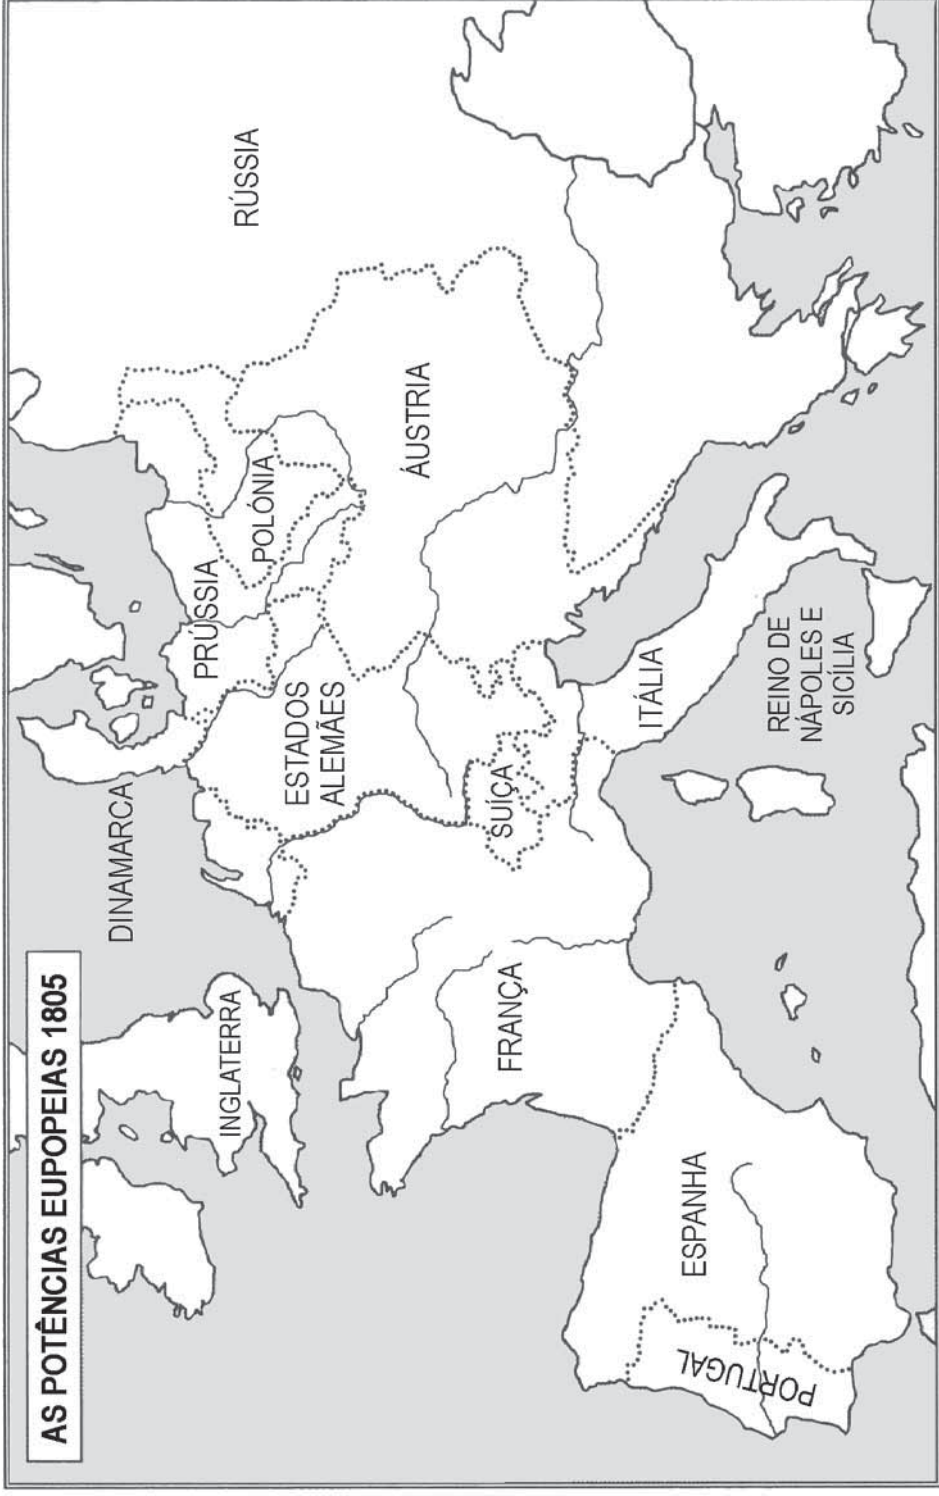 AS POTÊNCIAS EUPOPEIAS 1805
DINAMARCA
RÚSSIA
INGLATERRA
PRÚSSIA
POLÓNIA
ESTADOS
ALEMÃES
ÁUSTRIA
FRANÇA
SUÍÇA
ITÁLIA
ESPANHA
PORTUGAL
REINO DE
NÁPOLES E
SICÍLIA